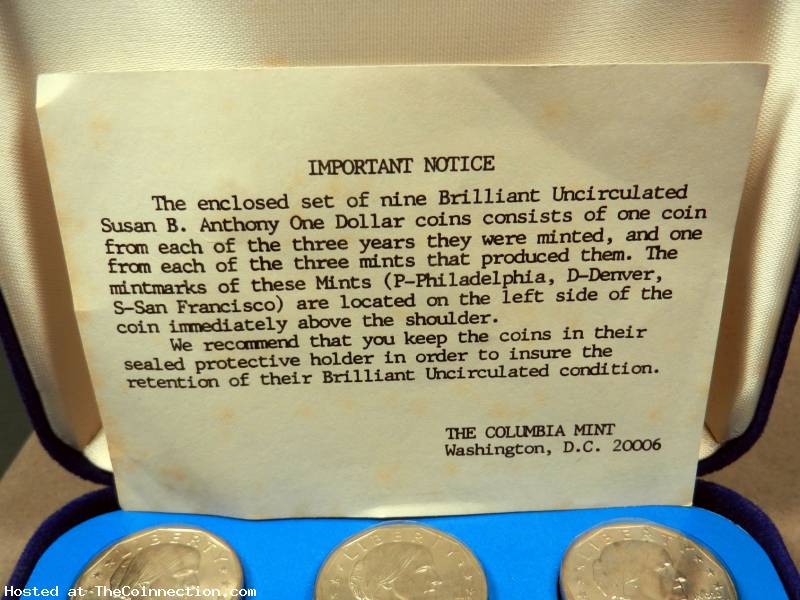 IMPORTANT NOTICE
The enclosed set of nine Brilliant Uncirculated
Susan B. Anthony One Dollar coins consists of one coin
from each of the three years they were minted, and one
from each of the three mints that produced them. The
mintmarks of these Mints (P-Philadelphia, D-Denver,
S-San Francisco) are located on the left side of the
coin immediately above the shoulder.
We recommend that you keep the coins in their
sealed protective holder in order to insure the
retention of their Brilliant Uncirculated condition.
THE COLUMBIA MINT
Washington, D.C. 20006
LIBERTY LIBERTY LIBERTY
Hosted at TheCoinnection.com